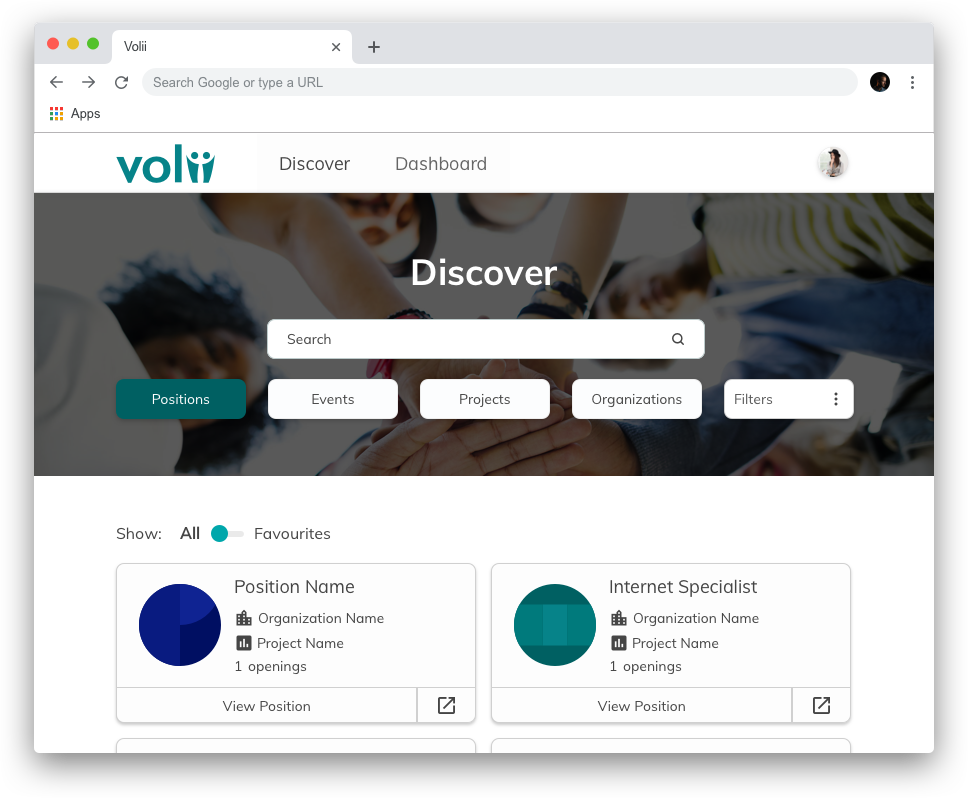 Volii
Search Google or type a URL
Apps
volii
Discover
Dashboard
Discover
Search
Positions
Events
Projects
Organizations
Filters
Show:
All
Favourites
Position Name
Organization Name
Project Name
1 openings
View Position
Internet Specialist
Organization Name
Project Name
1 openings
View Position